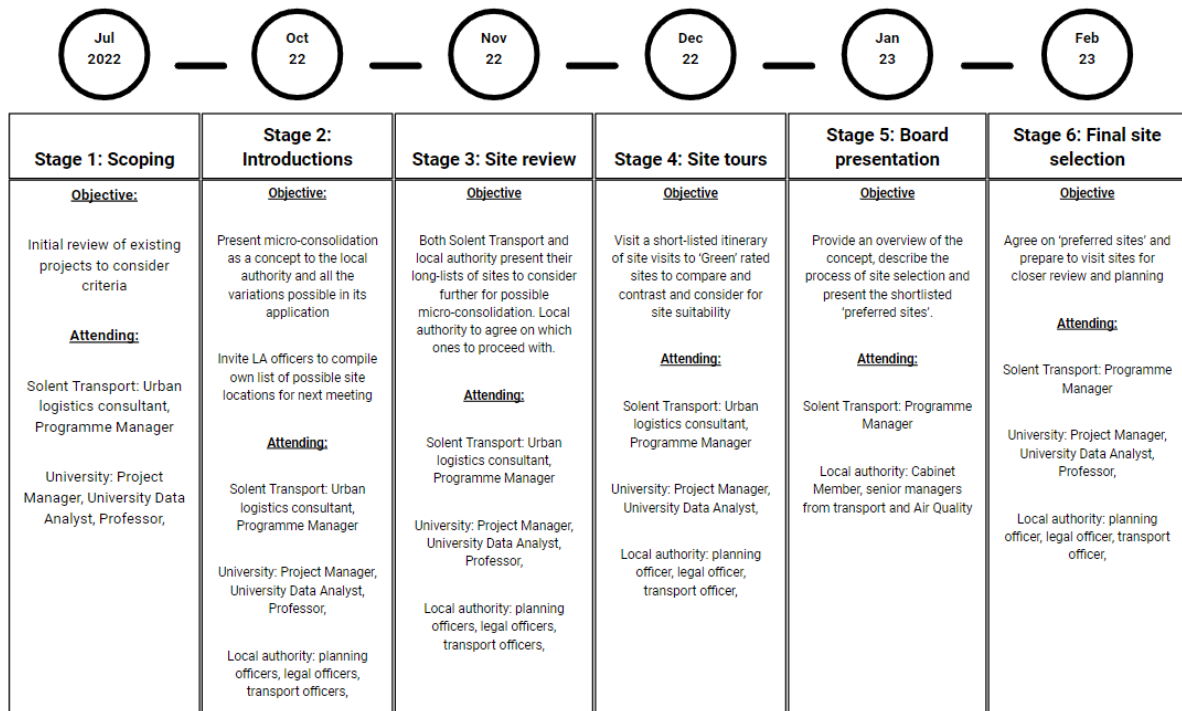 Jul
2022
Oct
22
Nov
22
Dec
22
Jan
23
Feb
23
Stage 1: Scoping
Objective:
Initial review of existing
projects to consider
criteria
Attending:
Solent Transport: Urban
logistics consultant,
Programme Manager
University: Project
Manager, University Data
Analyst, Professor,
Stage 2:
Introductions
Objective:
Present micro-consolidation
as a concept to the local
authority and all the
variations possible in its
application
Invite LA officers to compile
own list of possible site
locations for next meeting
Attending:
Solent Transport: Urban
logistics consultant,
Programme Manager
University: Project Manager,
University Data Analyst,
Professor,
Local authority: planning
officers, legal officers,
transport officers,
Stage 3: Site review
Objective
Both Solent Transport and
local authority present their
long-lists of sites to consider
further for possible
micro-consolidation. Local
authority to agree on which
ones to proceed with.
Attending:
Solent Transport: Urban
logistics consultant,
Programme Manager
University: Project Manager,
University Data Analyst,
Professor,
Local authority: planning
officers, legal officers,
transport officers,
Stage 4: Site tours
Objective
Visit a short-listed itinerary
of site visits to ‘Green’ rated
sites to compare and
contrast and consider for
site suitability
Attending:
Solent Transport: Urban
logistics consultant,
Programme Manager
University: Project Manager,
University Data Analyst,
Local authority: planning
officer, legal officer,
transport officer,
Stage 5: Board
presentation
Objective
Provide an overview of the
concept, describe the
process of site selection and
present the shortlisted
‘preferred sites’.
Attending:
Solent Transport: Programme
Manager
Local authority: Cabinet
Member, senior managers
from transport and Air Quality
Stage 6: Final site
selection
Objective
Agree on ‘preferred sites’ and
prepare to visit sites for
closer review and planning
Attending:
Solent Transport: Programme
Manager
University: Project Manager,
University Data Analyst,
Professor,
Local authority: planning
officer, legal officer, transport
officer,